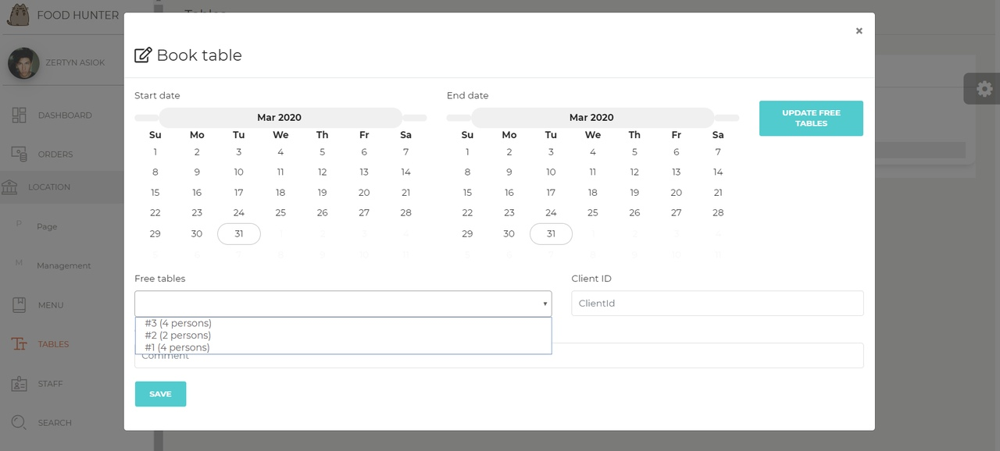 FOOD HUNTER
Tables
ZERTYN ASIOK
DASHBOARD
ORDERS
LOCATION
P Page
M Management
MENU
TABLES
STAFF
SEARCH
×
Book table
Start date
Mar 2020
Su Mo Tu We Th Fr Sa
1 2 3 4 5 6 7
8 9 10 11 12 13 14
15 16 17 18 19 20 21
22 23 24 25 26 27 28
29 30 31 1 2 3 4
5 6 7 8 9 10 11
End date
Mar 2020
Su Mo Tu We Th Fr Sa
1 2 3 4 5 6 7
8 9 10 11 12 13 14
15 16 17 18 19 20 21
22 23 24 25 26 27 28
29 30 31 1 2 3 4
5 6 7 8 9 10 11
UPDATE FREE
TABLES
Free tables
#3 (4 persons)
#2 (2 persons)
#1 (4 persons)
Client ID
ClientId
Comment
SAVE